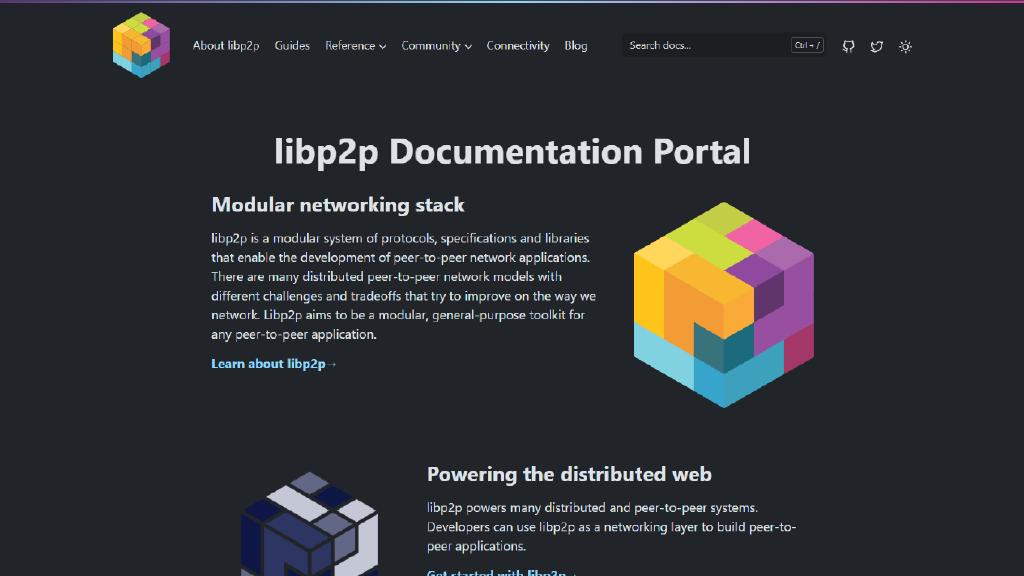 About libp2p Guides Reference Community Connectivity Blog Search docs... Ctrl + /
libp2p Documentation Portal
Modular networking stack
libp2p is a modular system of protocols, specifications and libraries
that enable the development of peer-to-peer network applications.
There are many distributed peer-to-peer network models with
different challenges and tradeoffs that try to improve on the way we
network. Libp2p aims to be a modular, general-purpose toolkit for
any peer-to-peer application.
Learn about libp2p→
Powering the distributed web
libp2p powers many distributed and peer-to-peer systems.
Developers can use libp2p as a networking layer to build peer-to-
peer applications.
Get started with libp2p→